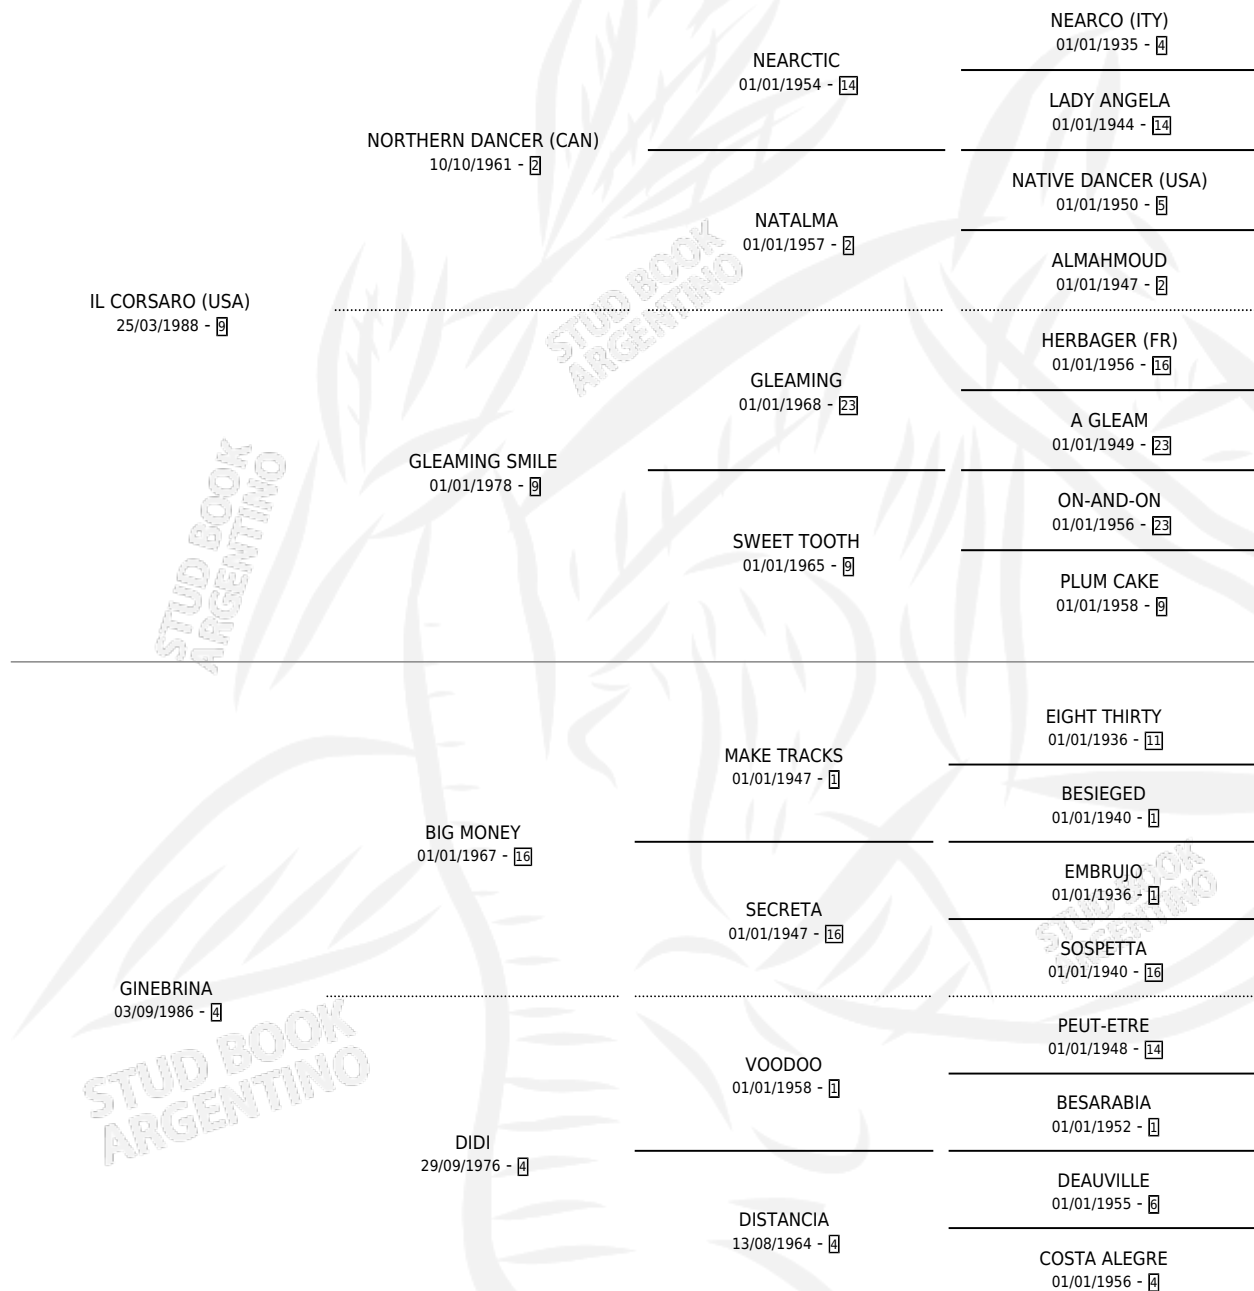 IL CORSARO (USA)
25/03/1988 - 9
NORTHERN DANCER (CAN)
10/10/1961 - 2
NEARCTIC
01/01/1954 - 14
NEARCO (ITY)
01/01/1935 - 4
LADY ANGELA
01/01/1944 - 14
NATALMA
01/01/1957 - 2
NATIVE DANCER (USA)
01/01/1950 - 5
ALMAHMOUD
01/01/1947 - 2
GLEAMING SMILE
01/01/1978 - 9
GLEAMING
01/01/1968 - 23
HERBAGER (FR)
01/01/1956 - 16
A GLEAM
01/01/1949 - 23
SWEET TOOTH
01/01/1965 - 9
ON-AND-ON
01/01/1956 - 23
PLUM CAKE
01/01/1958 - 9
GINEBRINA
03/09/1986 - 4
BIG MONEY
01/01/1967 - 16
MAKE TRACKS
01/01/1947 - 1
EIGHT THIRTY
01/01/1936 - 11
BESIEGED
01/01/1940 - 1
SECRETA
01/01/1947 - 16
EMBRUJO
01/01/1936 - 1
SOSPETTA
01/01/1940 - 16
DIDI
29/09/1976 - 4
VOODOO
01/01/1958 - 1
PEUT-ETRE
01/01/1948 - 14
BESARABIA
01/01/1952 - 1
DISTANCIA
13/08/1964 - 4
DEAUVILLE
01/01/1955 - 6
COSTA ALEGRE
01/01/1956 - 4
STUD BOOK
ARGENTINO
STUD BOOK
ARGENTINO
STUD BOOK
ARGENTINO
STUD BOOK
ARGENTINO